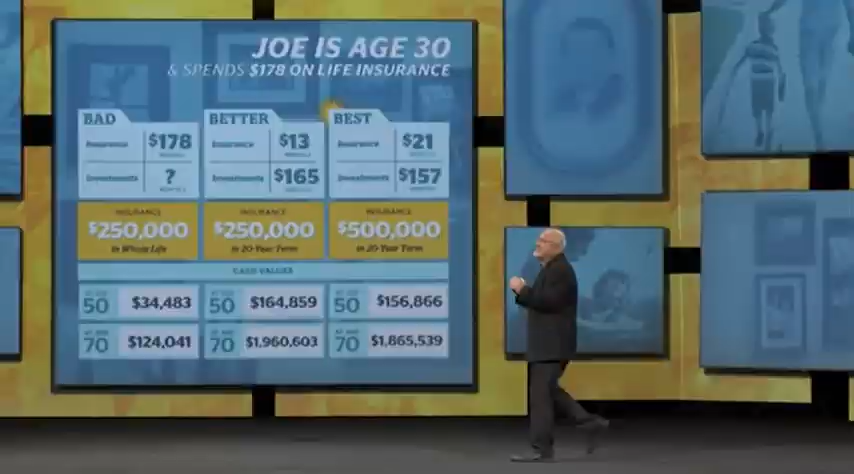 JOE IS AGE 30
& SPENDS $178 ON LIFE INSURANCE
BAD BETTER BEST
Insurance $178 Insurance $13 Insurance $21
Investments ? Investments $165 Investments $157
INSURANCE INSURANCE INSURANCE
$250,000 $250,000 $500,000
in Whole Life in 20-Year Term in 20-Year Term
CASH VALUES
50 $34,483 50 $164,859 50 $156,866
70 $124,041 70 $1,960,603 70 $1,865,539